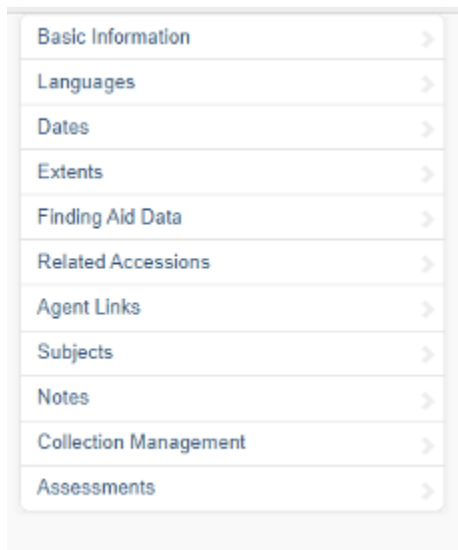 Basic Information
Languages
Dates
Extents
Finding Aid Data
Related Accessions
Agent Links
Subjects
Notes
Collection Management
Assessments